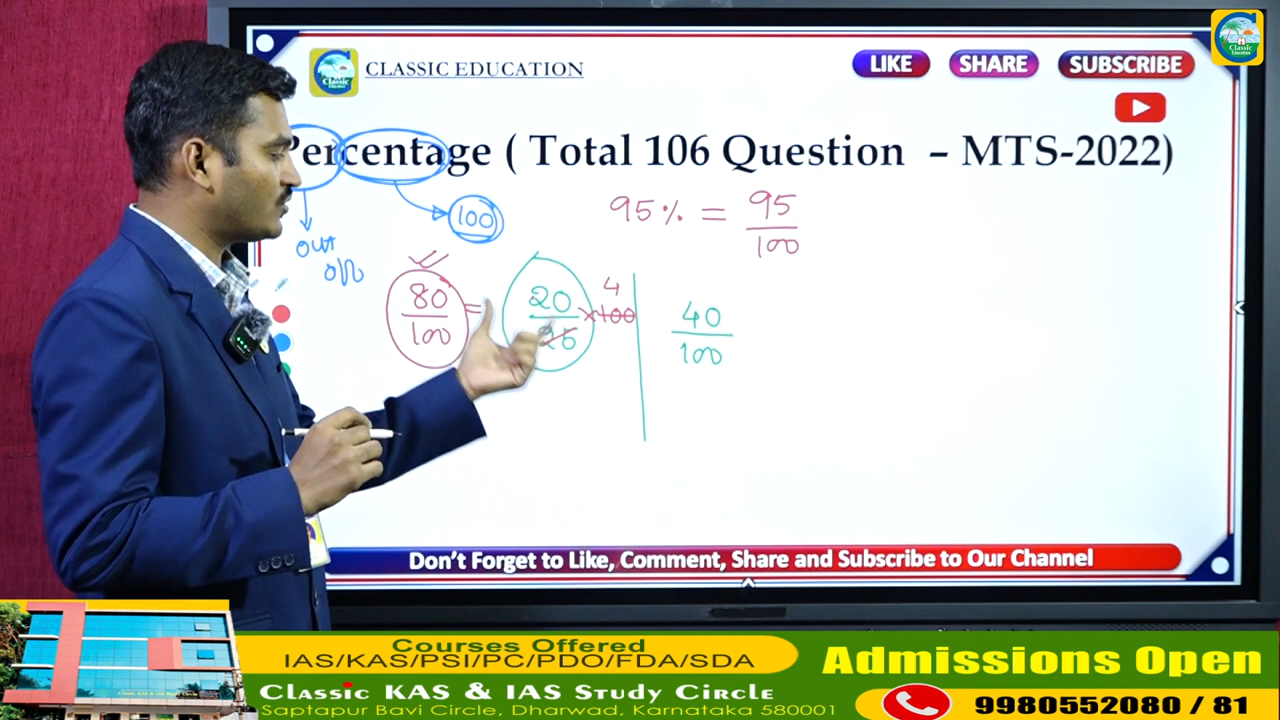 Classic
Education
CLASSIC EDUCATION
LIKE
SHARE
SUBSCRIBE
Percentage ( Total 106 Question – MTS-2022)
100
out
95% = 95/100
80/100 = 20/25 ×100 4
40/100
Don't Forget to Like, Comment, Share and Subscribe to Our Channel
Courses Offered
IAS/KAS/PSI/PC/PDO/FDA/SDA
Classic KAS & IAS Study Circle
Saptapur Bavi Circle, Dharwad, Karnataka 580001
Admissions Open
9980552080 / 81